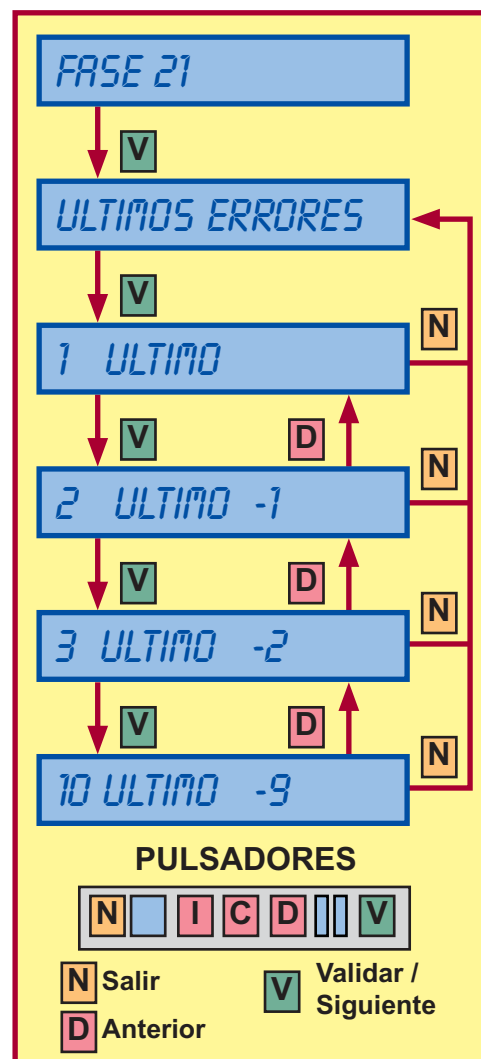 FASE 21
V
ULTIMOS ERRORES
V
N
1 ULTIMO
V D
N
2 ULTIMO -1
V D
N
3 ULTIMO -2
V D
N
10 ULTIMO -9
PULSADORES
N I C D V
N Salir
V Validar /
Siguiente
D Anterior